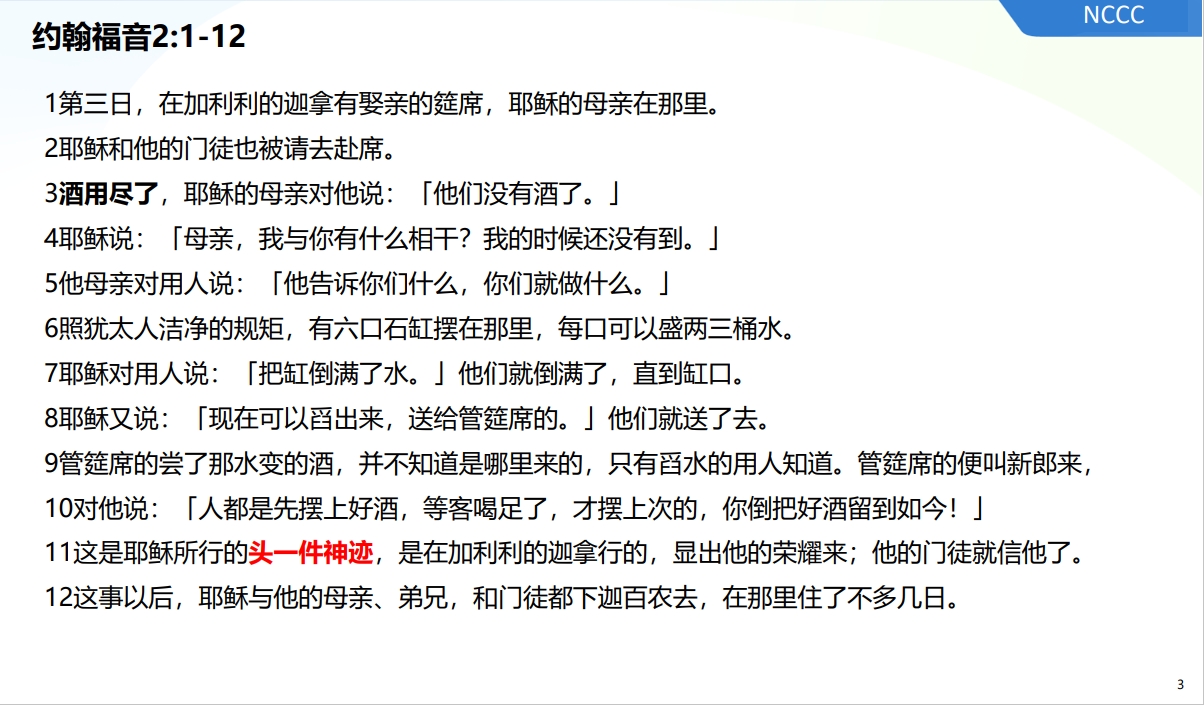 NCCC
约翰福音2:1-12
1第三日，在加利利的迦拿有娶亲的筵席，耶稣的母亲在那里。
2耶稣和他的门徒也被请去赴席。
3酒用尽了，耶稣的母亲对他说：「他们没有酒了。」
4耶稣说：「母亲，我与你有什么相干？我的时候还没有到。」
5他母亲对用人说：「他告诉你们什么，你们就做什么。」
6照犹太人洁净的规矩，有六口石缸摆在那里，每口可以盛两三桶水。
7耶稣对用人说：「把缸倒满了水。」他们就倒满了，直到缸口。
8耶稣又说：「现在可以舀出来，送给管筵席的。」他们就送了去。
9管筵席的尝了那水变的酒，并不知道是哪里来的，只有舀水的用人知道。管筵席的便叫新郎来，
10对他说：「人都是先摆上好酒，等客喝足了，才摆上次的，你倒把好酒留到如今！」
11这是耶稣所行的头一件神迹，是在加利利的迦拿行的，显出他的荣耀来；他的门徒就信他了。
12这事以后，耶稣与他的母亲、弟兄，和门徒都下迦百农去，在那里住了不多几日。
3